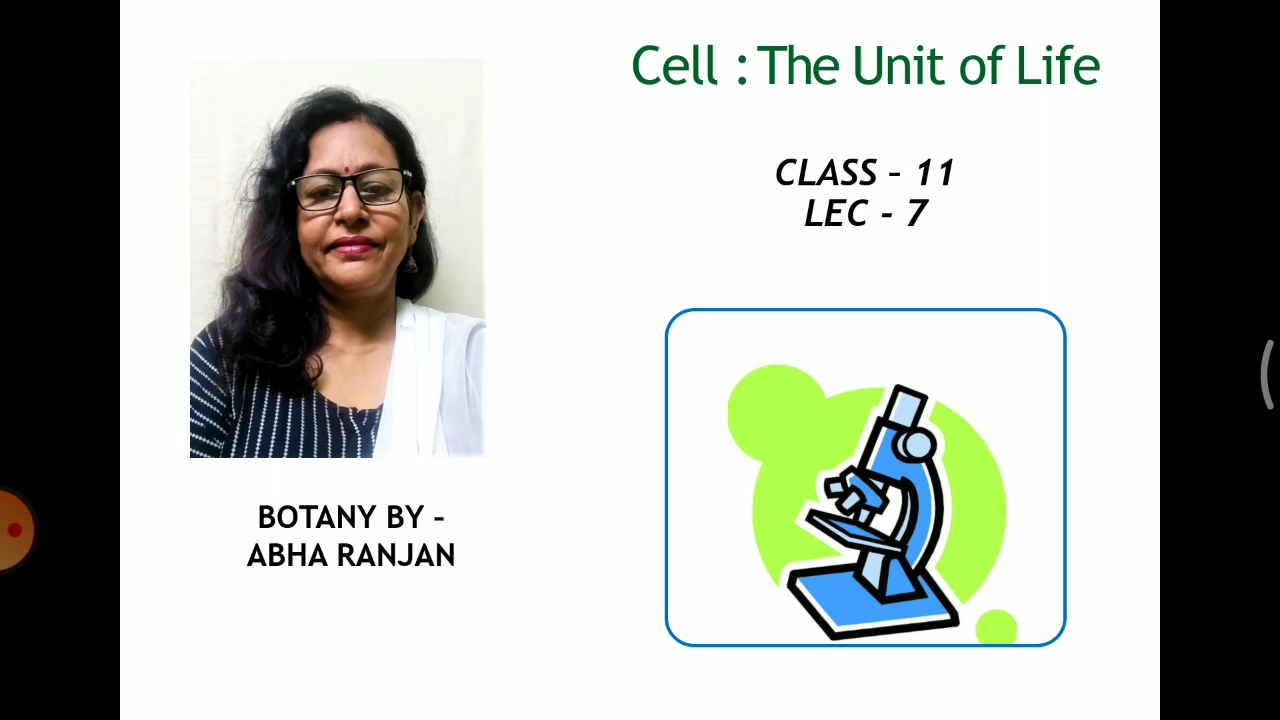 Cell : The Unit of Life
CLASS – 11
LEC - 7
BOTANY BY -
ABHA RANJAN